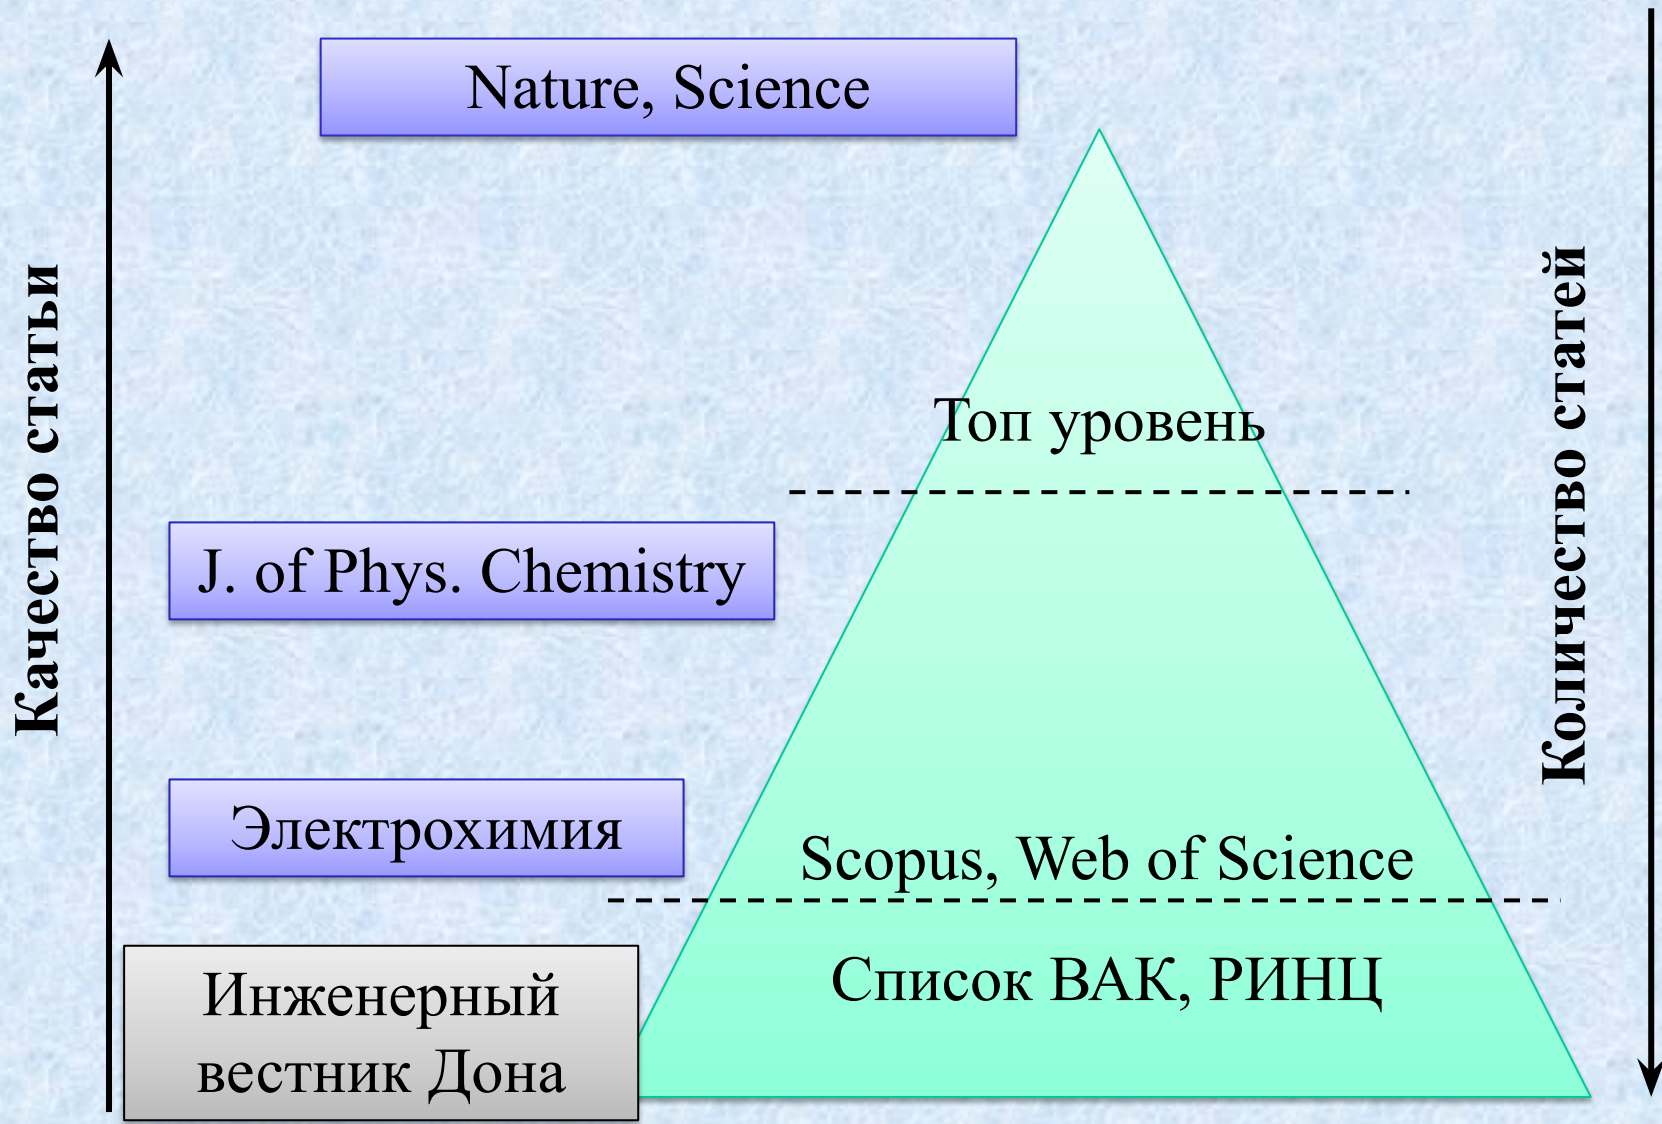 Nature, Science
Качество статьи
Количество статей
Топ уровень
J. of Phys. Chemistry
Электрохимия
Scopus, Web of Science
Список ВАК, РИНЦ
Инженерный
вестник Дона